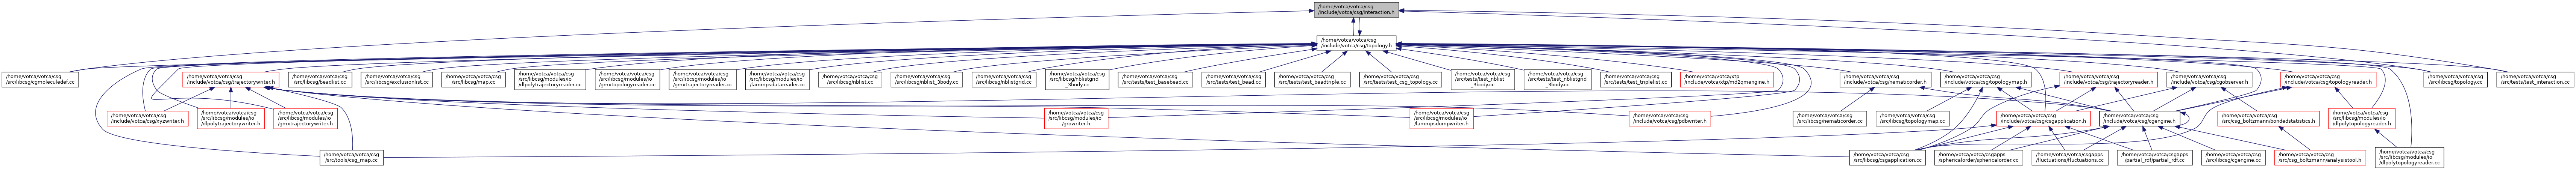 /home/votca/votca/csg
/include/votca/csg/interaction.h
/home/votca/votca/csg
/include/votca/csg/topology.h
/home/votca/votca/csg
/src/libcsg/cgmoleculedef.cc
/home/votca/votca/csg
/include/votca/csg/trajectorywriter.h
/home/votca/votca/csg
/src/libcsg/beadlist.cc
/home/votca/votca/csg
/src/libcsg/exclusionlist.cc
/home/votca/votca/csg
/src/libcsg/map.cc
/home/votca/votca/csg
/src/libcsg/modules/io
/dlpolytrajectoryreader.cc
/home/votca/votca/csg
/src/libcsg/modules/io
/gmxtopologyreader.cc
/home/votca/votca/csg
/src/libcsg/modules/io
/gmxtrajectoryreader.cc
/home/votca/votca/csg
/src/libcsg/modules/io
/lammpsdatareader.cc
/home/votca/votca/csg
/src/libcsg/nblist.cc
/home/votca/votca/csg
/src/libcsg/nblist_3body.cc
/home/votca/votca/csg
/src/libcsg/nblistgrid.cc
/home/votca/votca/csg
/src/libcsg/nblistgrid
_3body.cc
/home/votca/votca/csg
/src/tests/test_basebead.cc
/home/votca/votca/csg
/src/tests/test_bead.cc
/home/votca/votca/csg
/src/tests/test_beadtriple.cc
/home/votca/votca/csg
/src/tests/test_csg_topology.cc
/home/votca/votca/csg
/src/tests/test_nblist
_3body.cc
/home/votca/votca/csg
/src/tests/test_nblistgrid
_3body.cc
/home/votca/votca/csg
/src/tests/test_triplelist.cc
/home/votca/votca/xtp
/include/votca/xtp/md2qmengine.h
/home/votca/votca/csg
/include/votca/csg/nematicorder.h
/home/votca/votca/csg
/include/votca/csg/topologymap.h
/home/votca/votca/csg
/include/votca/csg/trajectoryreader.h
/home/votca/votca/csg
/include/votca/csg/cgobserver.h
/home/votca/votca/csg
/include/votca/csg/topologyreader.h
/home/votca/votca/csg
/src/libcsg/topology.cc
/home/votca/votca/csg
/src/tests/test_interaction.cc
/home/votca/votca/csg
/include/votca/csg/xyzwriter.h
/home/votca/votca/csg
/src/libcsg/modules/io
/dlpolytrajectorywriter.h
/home/votca/votca/csg
/src/libcsg/modules/io
/gmxtrajectorywriter.h
/home/votca/votca/csg
/src/libcsg/modules/io
/growriter.h
/home/votca/votca/csg
/src/libcsg/modules/io
/lammpsdumpwriter.h
/home/votca/votca/csg
/include/votca/csg/pdbwriter.h
/home/votca/votca/csg
/src/libcsg/nematicorder.cc
/home/votca/votca/csg
/src/libcsg/topologymap.cc
/home/votca/votca/csg
/include/votca/csg/csgapplication.h
/home/votca/votca/csg
/include/votca/csg/cgengine.h
/home/votca/votca/csg
/src/csg_boltzmann/bondedstatistics.h
/home/votca/votca/csg
/src/libcsg/modules/io
/dlpolytopologyreader.h
/home/votca/votca/csg
/src/tools/csg_map.cc
/home/votca/votca/csg
/src/libcsg/csgapplication.cc
/home/votca/votca/csgapps
/sphericalorder/sphericalorder.cc
/home/votca/votca/csgapps
/fluctuations/fluctuations.cc
/home/votca/votca/csgapps
/partial_rdf/partial_rdf.cc
/home/votca/votca/csg
/src/libcsg/cgengine.cc
/home/votca/votca/csg
/src/csg_boltzmann/analysistool.h
/home/votca/votca/csg
/src/libcsg/modules/io
/dlpolytopologyreader.cc